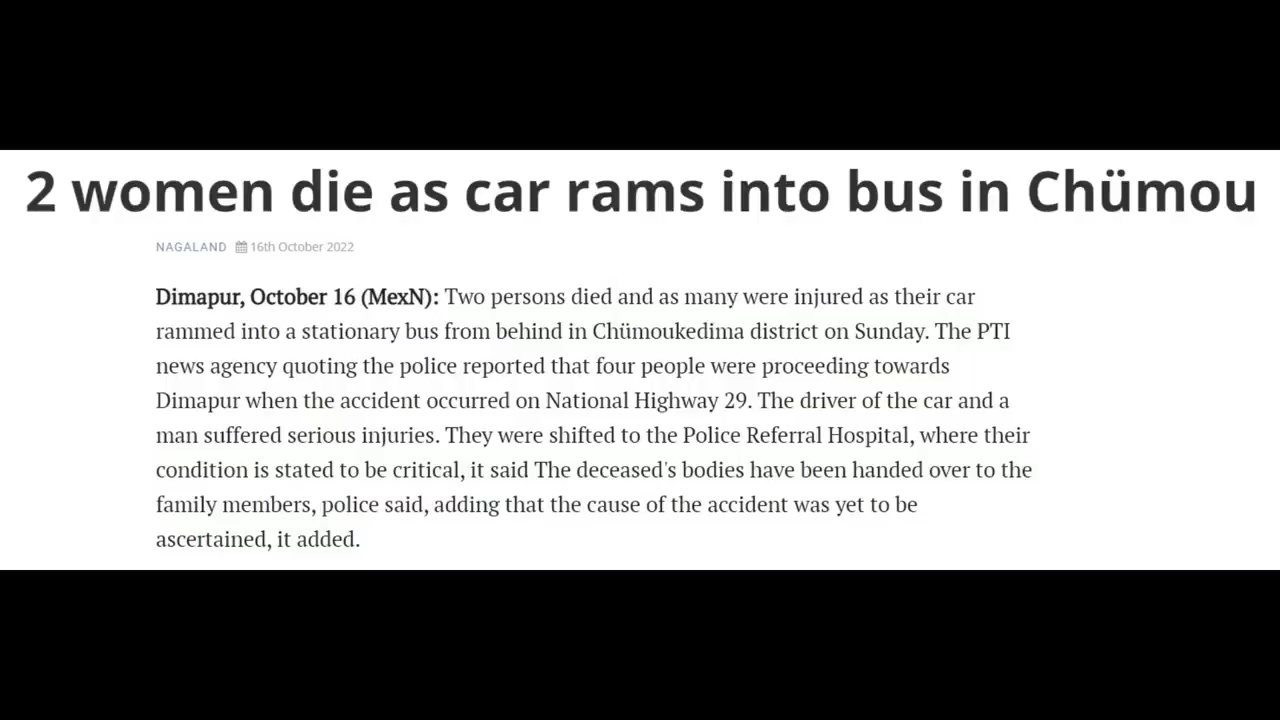 2 women die as car rams into bus in Chümou
NAGALAND 16th October 2022
Dimapur, October 16 (MexN): Two persons died and as many were injured as their car
rammed into a stationary bus from behind in Chümoukedima district on Sunday. The PTI
news agency quoting the police reported that four people were proceeding towards
Dimapur when the accident occurred on National Highway 29. The driver of the car and a
man suffered serious injuries. They were shifted to the Police Referral Hospital, where their
condition is stated to be critical, it said The deceased's bodies have been handed over to the
family members, police said, adding that the cause of the accident was yet to be
ascertained, it added.